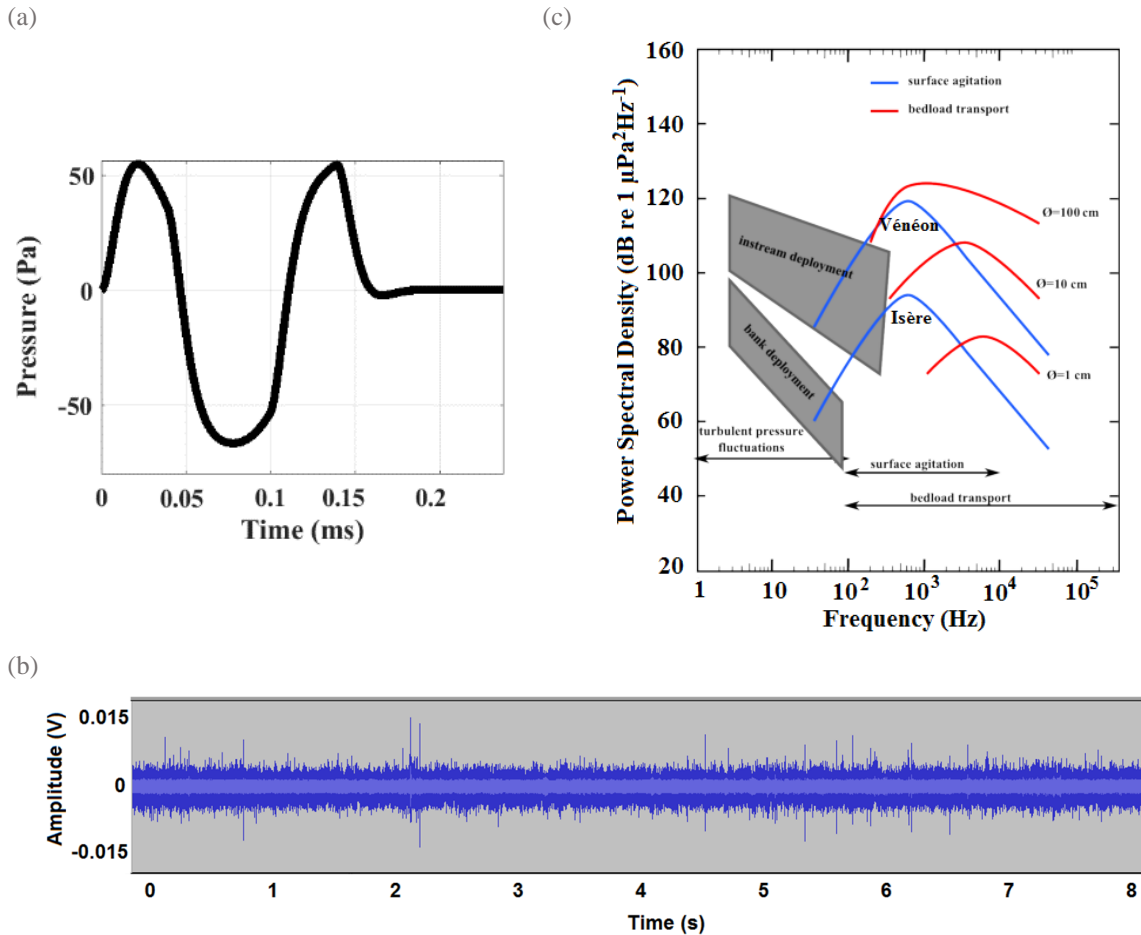 (a)
50
0
-50
Pressure (Pa)
0 0.05 0.1 0.15 0.2
Time (ms)
(c)
160
140
120
100
80
60
40
20
Power Spectral Density (dB re 1 µPa²Hz⁻¹)
surface agitation
bedload transport
Ø=100 cm
Vénéon
instream deployment
Ø=10 cm
Isère
bank deployment
Ø=1 cm
turbulent pressure
fluctuations
surface agitation
bedload transport
1 10 10² 10³ 10⁴ 10⁵
Frequency (Hz)
(b)
0.015
0
-0.015
Amplitude (V)
0 1 2 3 4 5 6 7 8
Time (s)